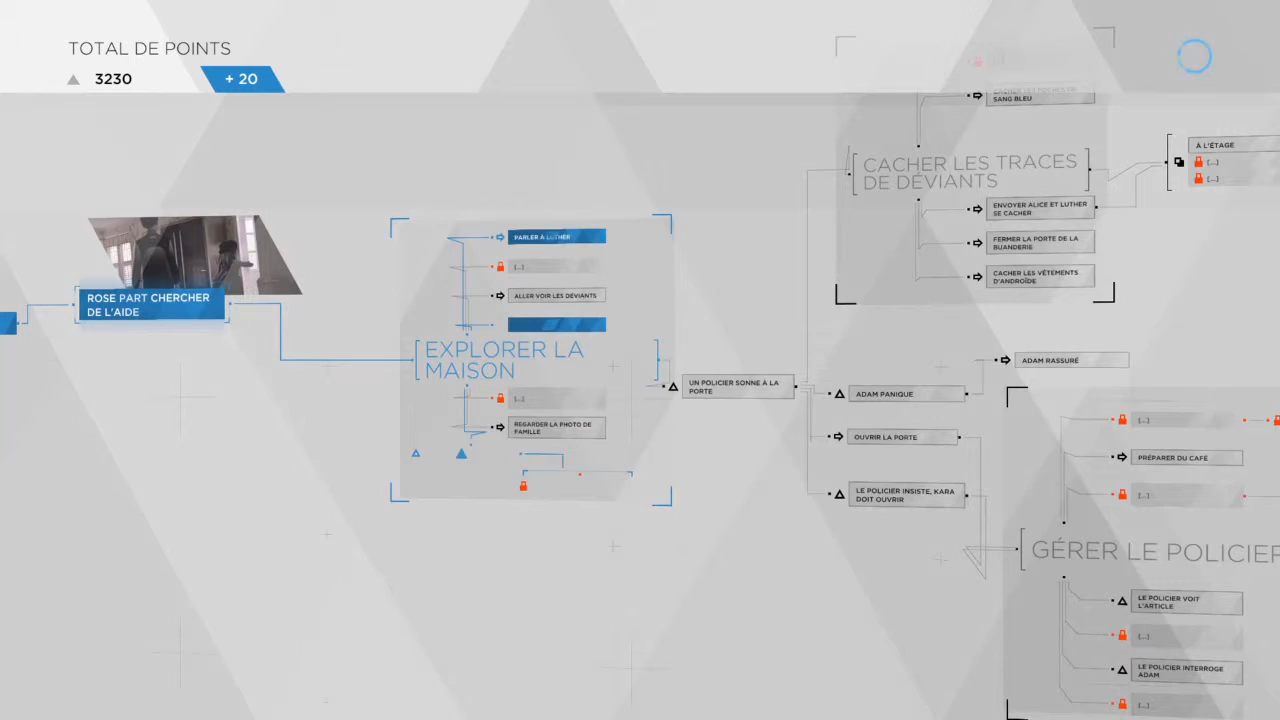 TOTAL DE POINTS
3230
+ 20
SANG BLEU
CACHER LES TRACES
DE DÉVIANTS
À L'ÉTAGE
[...]
[...]
ENVOYER ALICE ET LUTHER
SE CACHER
FERMER LA PORTE DE LA
BUANDERIE
CACHER LES VÊTEMENTS
D'ANDROÏDE
ROSE PART CHERCHER
DE L'AIDE
PARLER À LUTHER
[...]
ALLER VOIR LES DÉVIANTS
EXPLORER LA
MAISON
[...]
REGARDER LA PHOTO DE
FAMILLE
UN POLICIER SONNE À LA
PORTE
ADAM RASSURÉ
ADAM PANIQUE
OUVRIR LA PORTE
LE POLICIER INSISTE, KARA
DOIT OUVRIR
[...]
PRÉPARER DU CAFÉ
[...]
GÉRER LE POLICIER
LE POLICIER VOIT
L'ARTICLE
[...]
LE POLICIER INTERROGE
ADAM
[...]